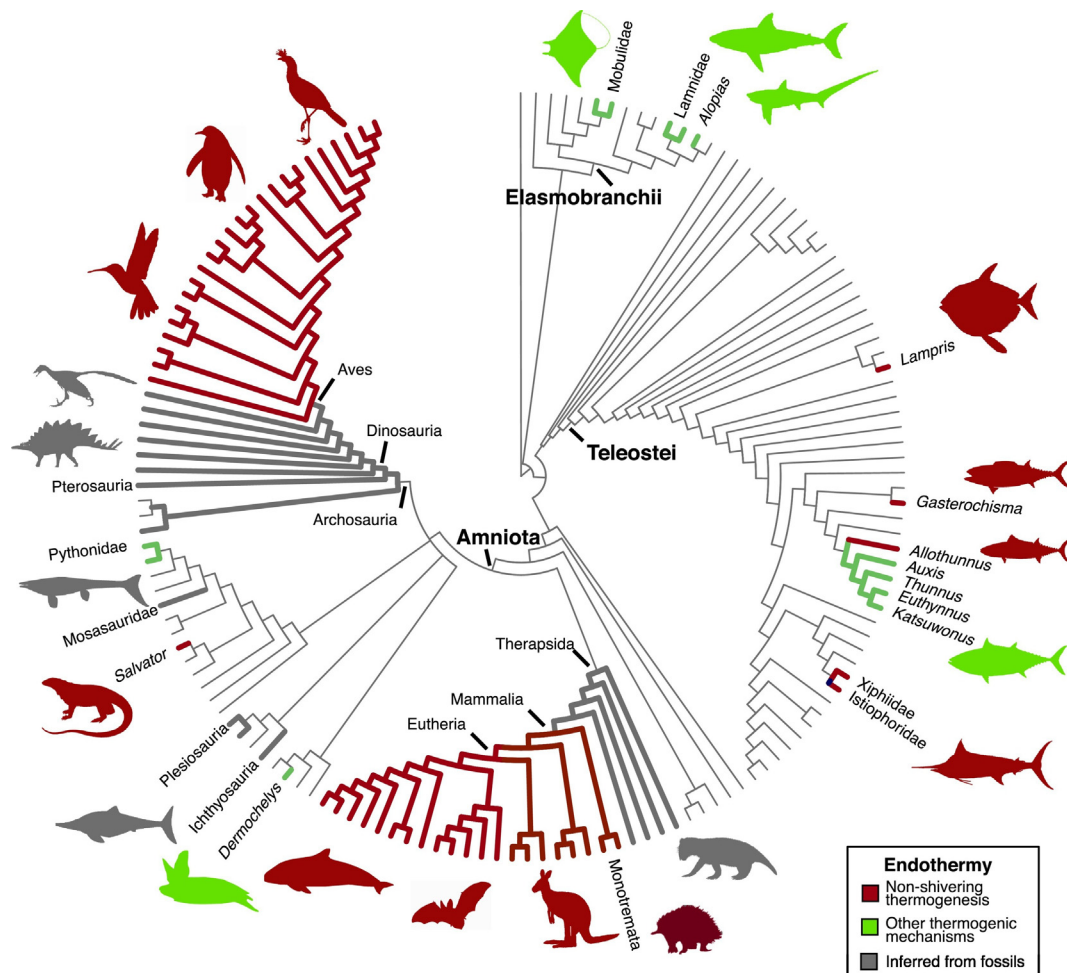 Mobulidae
Lamnidae
Alopias
Elasmobranchii
Lampris
Aves
Dinosauria
Teleostei
Pterosauria
Gasterochisma
Archosauria
Amniota
Pythonidae
Allothunnus
Auxis
Thunnus
Euthynnus
Katsuwonus
Mosasauridae
Salvator
Therapsida
Xiphiidae
Istiophoridae
Mammalia
Eutheria
Plesiosauria
Ichthyosauria
Dermochelys
Monotremata
Endothermy
Non-shivering
thermogenesis
Other thermogenic
mechanisms
Inferred from fossils